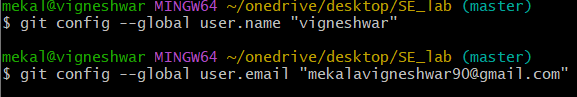 mekal@vigneshwar MINGW64 ~/onedrive/desktop/SE_lab (master)
$ git config --global user.name "vigneshwar"
mekal@vigneshwar MINGW64 ~/onedrive/desktop/SE_lab (master)
$ git config --global user.email "mekalavigneshwar90@gmail.com"